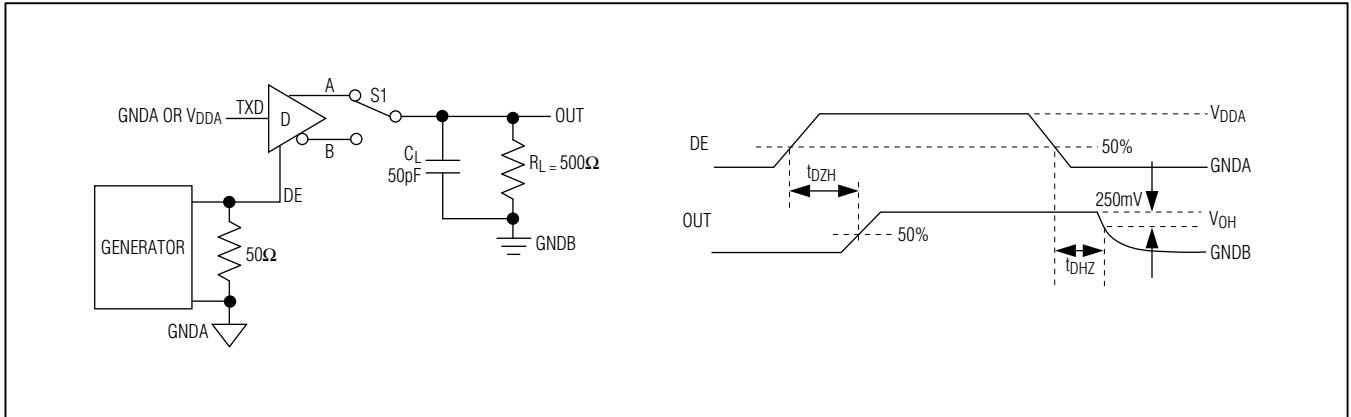 A
S1
GNDA OR VDDA
TXD
D
OUT
B
CL
50pF
RL = 500Ω
DE
GENERATOR
50Ω
GNDB
GNDA
VDDA
DE
50%
GNDA
tDZH
250mV
OUT
VOH
50%
GNDB
tDHZ